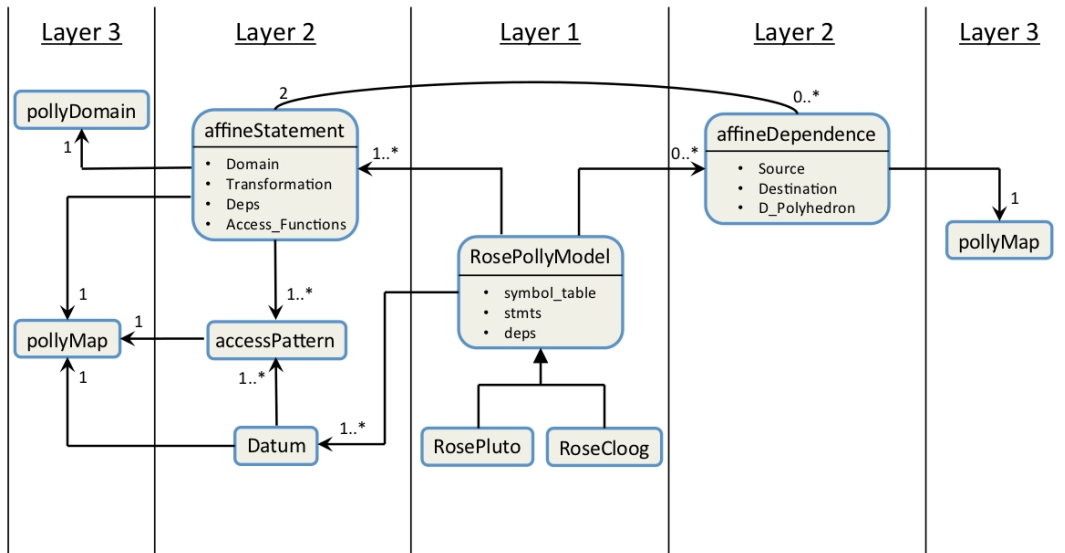 Layer 3
Layer 2
Layer 1
Layer 2
Layer 3
2
0..*
pollyDomain
1
affineStatement
• Domain
• Transformation
• Deps
• Access_Functions
1..*
0..*
affineDependence
• Source
• Destination
• D_Polyhedron
1
pollyMap
RosePollyModel
• symbol_table
• stmts
• deps
1
1..*
pollyMap
1
accessPattern
1
1..*
Datum
1..*
RosePluto
RoseCloog